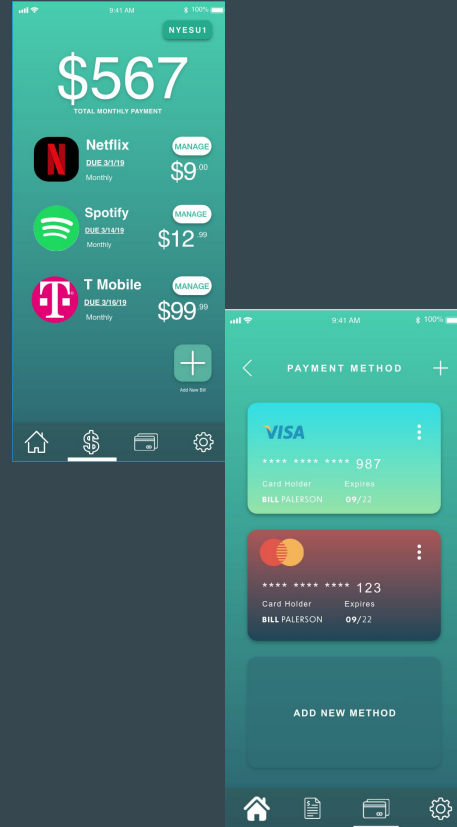 9:41 AM
100%
NYESU1
$567
TOTAL MONTHLY PAYMENT
Netflix
MANAGE
DUE 3/1/19
Monthly
$9.00
Spotify
MANAGE
DUE 3/14/19
Monthly
$12.99
T Mobile
MANAGE
DUE 3/16/19
Monthly
$99.99
Add New Bill
9:41 AM
100%
PAYMENT METHOD
VISA
**** **** **** 987
Card Holder Expires
BILL PALERSON 09/22
**** **** **** 123
Card Holder Expires
BILL PALERSON 09/22
ADD NEW METHOD